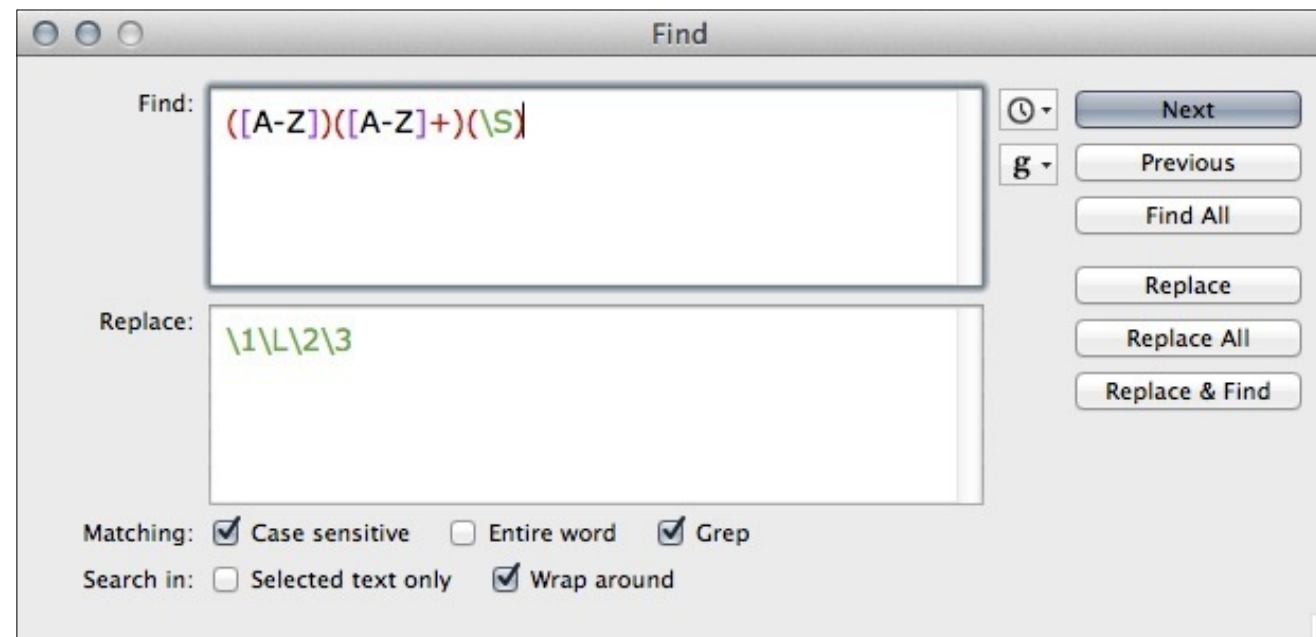 Find
Find:
([A-Z])([A-Z]+)(\S)
g
Next
Previous
Find All
Replace:
\1\L\2\3
Replace
Replace All
Replace & Find
Matching: Case sensitive Entire word Grep
Search in: Selected text only Wrap around